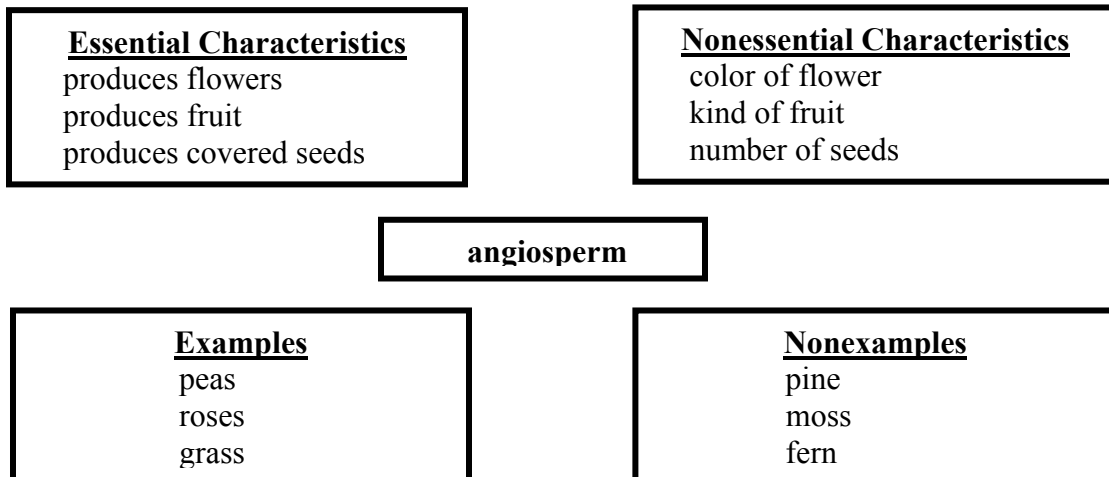 Essential Characteristics
produces flowers
produces fruit
produces covered seeds
Nonessential Characteristics
color of flower
kind of fruit
number of seeds
angiosperm
Examples
peas
roses
grass
Nonexamples
pine
moss
fern